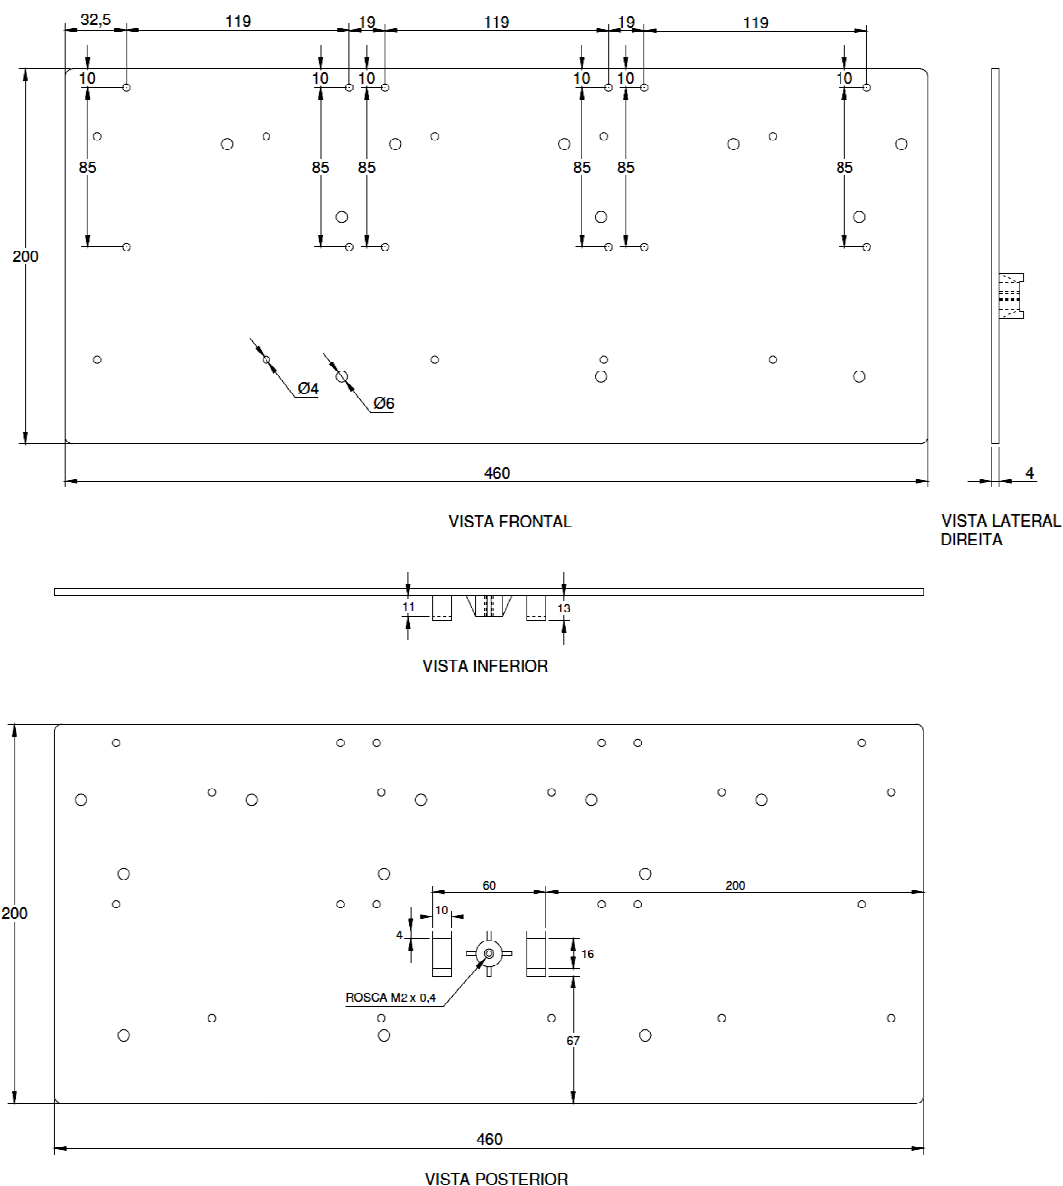 32,5 119 19 119 19 119
10 10 10 10 10 10
85 85 85 85 85 85
200
Ø4
Ø6
460
4
VISTA FRONTAL
VISTA LATERAL
DIREITA
11
13
VISTA INFERIOR
60
200
200
10
4
16
ROSCA M2 x 0,4
67
460
VISTA POSTERIOR